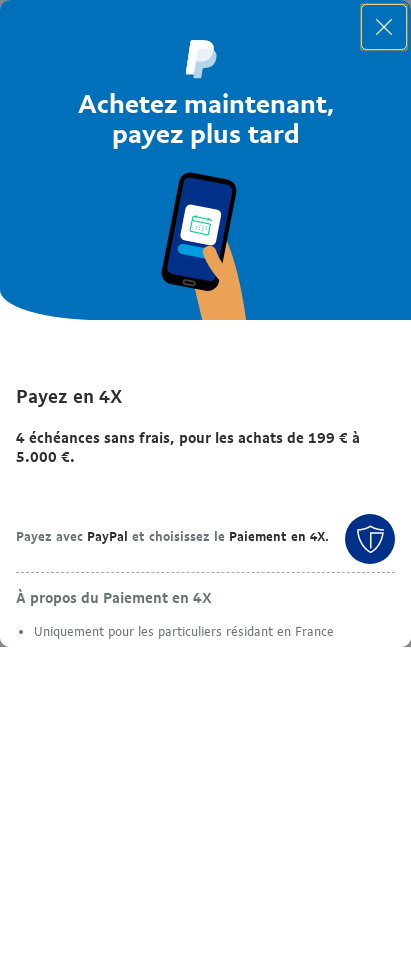 Achetez maintenant,
payez plus tard
Payez en 4X
4 échéances sans frais, pour les achats de 199 € à
5.000 €.
Payez avec PayPal et choisissez le Paiement en 4X.
À propos du Paiement en 4X
• Uniquement pour les particuliers résidant en France